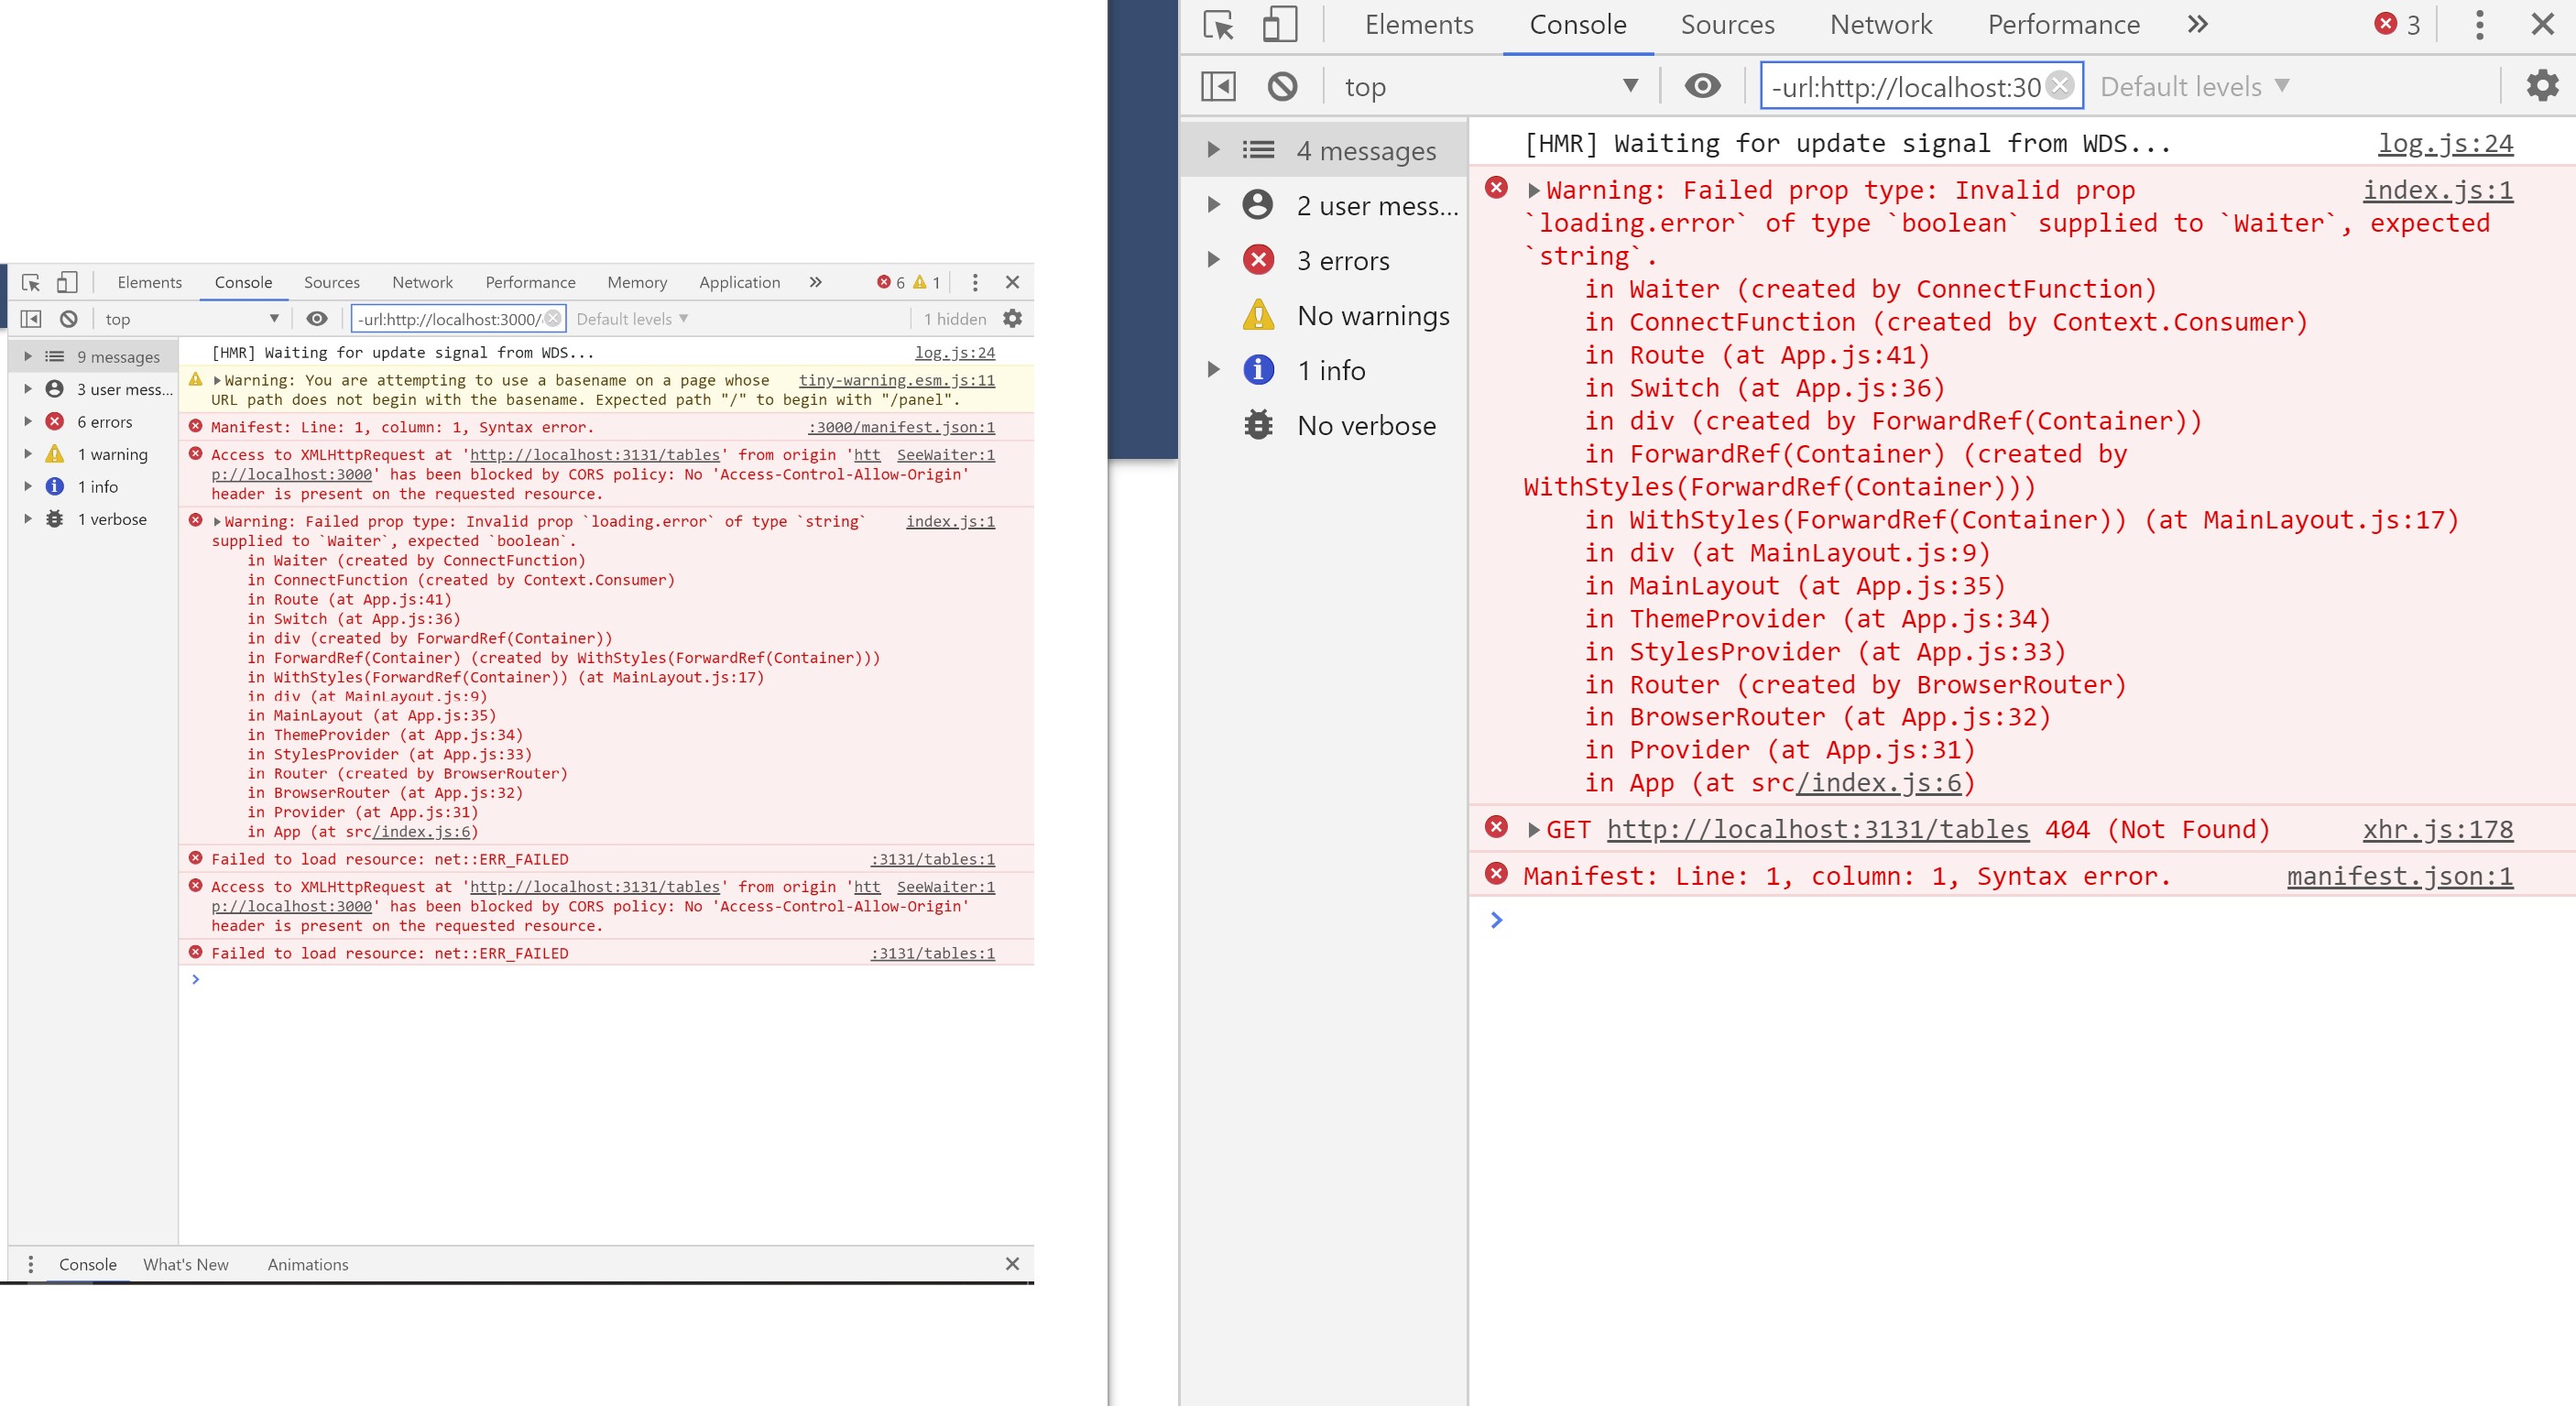 Elements Console Sources Network Performance Memory Application 6 1
top -url:http://localhost:3000/ Default levels 1 hidden
9 messages
3 user mess...
6 errors
1 warning
1 info
1 verbose
[HMR] Waiting for update signal from WDS... log.js:24
Warning: You are attempting to use a basename on a page whose tiny-warning.esm.js:11
URL path does not begin with the basename. Expected path "/" to begin with "/panel".
Manifest: Line: 1, column: 1, Syntax error. :3000/manifest.json:1
Access to XMLHttpRequest at 'http://localhost:3131/tables' from origin 'htt SeeWaiter:1
p://localhost:3000' has been blocked by CORS policy: No 'Access-Control-Allow-Origin'
header is present on the requested resource.
Warning: Failed prop type: Invalid prop `loading.error` of type `string` index.js:1
supplied to `Waiter`, expected `boolean`.
in Waiter (created by ConnectFunction)
in ConnectFunction (created by Context.Consumer)
in Route (at App.js:41)
in Switch (at App.js:36)
in div (created by ForwardRef(Container))
in ForwardRef(Container) (created by WithStyles(ForwardRef(Container)))
in WithStyles(ForwardRef(Container)) (at MainLayout.js:17)
in div (at MainLayout.js:9)
in MainLayout (at App.js:35)
in ThemeProvider (at App.js:34)
in StylesProvider (at App.js:33)
in Router (created by BrowserRouter)
in BrowserRouter (at App.js:32)
in Provider (at App.js:31)
in App (at src/index.js:6)
Failed to load resource: net::ERR_FAILED :3131/tables:1
Access to XMLHttpRequest at 'http://localhost:3131/tables' from origin 'htt SeeWaiter:1
p://localhost:3000' has been blocked by CORS policy: No 'Access-Control-Allow-Origin'
header is present on the requested resource.
Failed to load resource: net::ERR_FAILED :3131/tables:1
Console What's New Animations
Elements Console Sources Network Performance 3
top -url:http://localhost:30 Default levels
4 messages
2 user mess...
3 errors
No warnings
1 info
No verbose
[HMR] Waiting for update signal from WDS... log.js:24
Warning: Failed prop type: Invalid prop index.js:1
`loading.error` of type `boolean` supplied to `Waiter`, expected
`string`.
in Waiter (created by ConnectFunction)
in ConnectFunction (created by Context.Consumer)
in Route (at App.js:41)
in Switch (at App.js:36)
in div (created by ForwardRef(Container))
in ForwardRef(Container) (created by
WithStyles(ForwardRef(Container)))
in WithStyles(ForwardRef(Container)) (at MainLayout.js:17)
in div (at MainLayout.js:9)
in MainLayout (at App.js:35)
in ThemeProvider (at App.js:34)
in StylesProvider (at App.js:33)
in Router (created by BrowserRouter)
in BrowserRouter (at App.js:32)
in Provider (at App.js:31)
in App (at src/index.js:6)
GET http://localhost:3131/tables 404 (Not Found) xhr.js:178
Manifest: Line: 1, column: 1, Syntax error. manifest.json:1